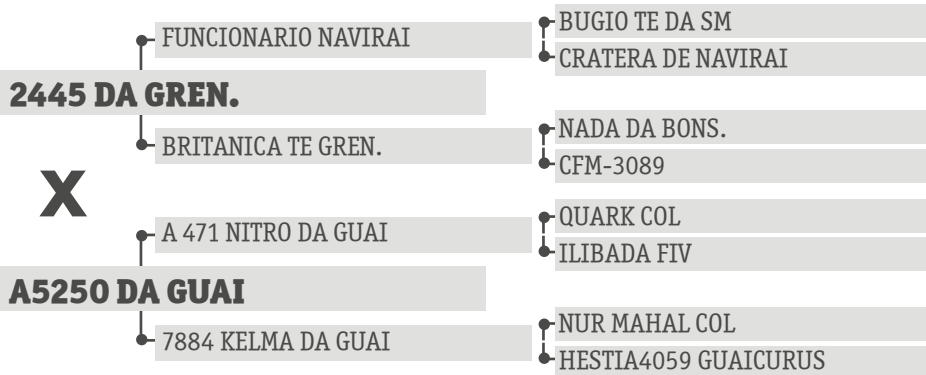 BUGIO TE DA SM
FUNCIONARIO NAVIRAI
CRATERA DE NAVIRAI
2445 DA GREN.
NADA DA BONS.
BRITANICA TE GREN.
CFM-3089
X
QUARK COL
A 471 NITRO DA GUAI
ILIBADA FIV
A5250 DA GUAI
NUR MAHAL COL
7884 KELMA DA GUAI
HESTIA4059 GUAICURUS